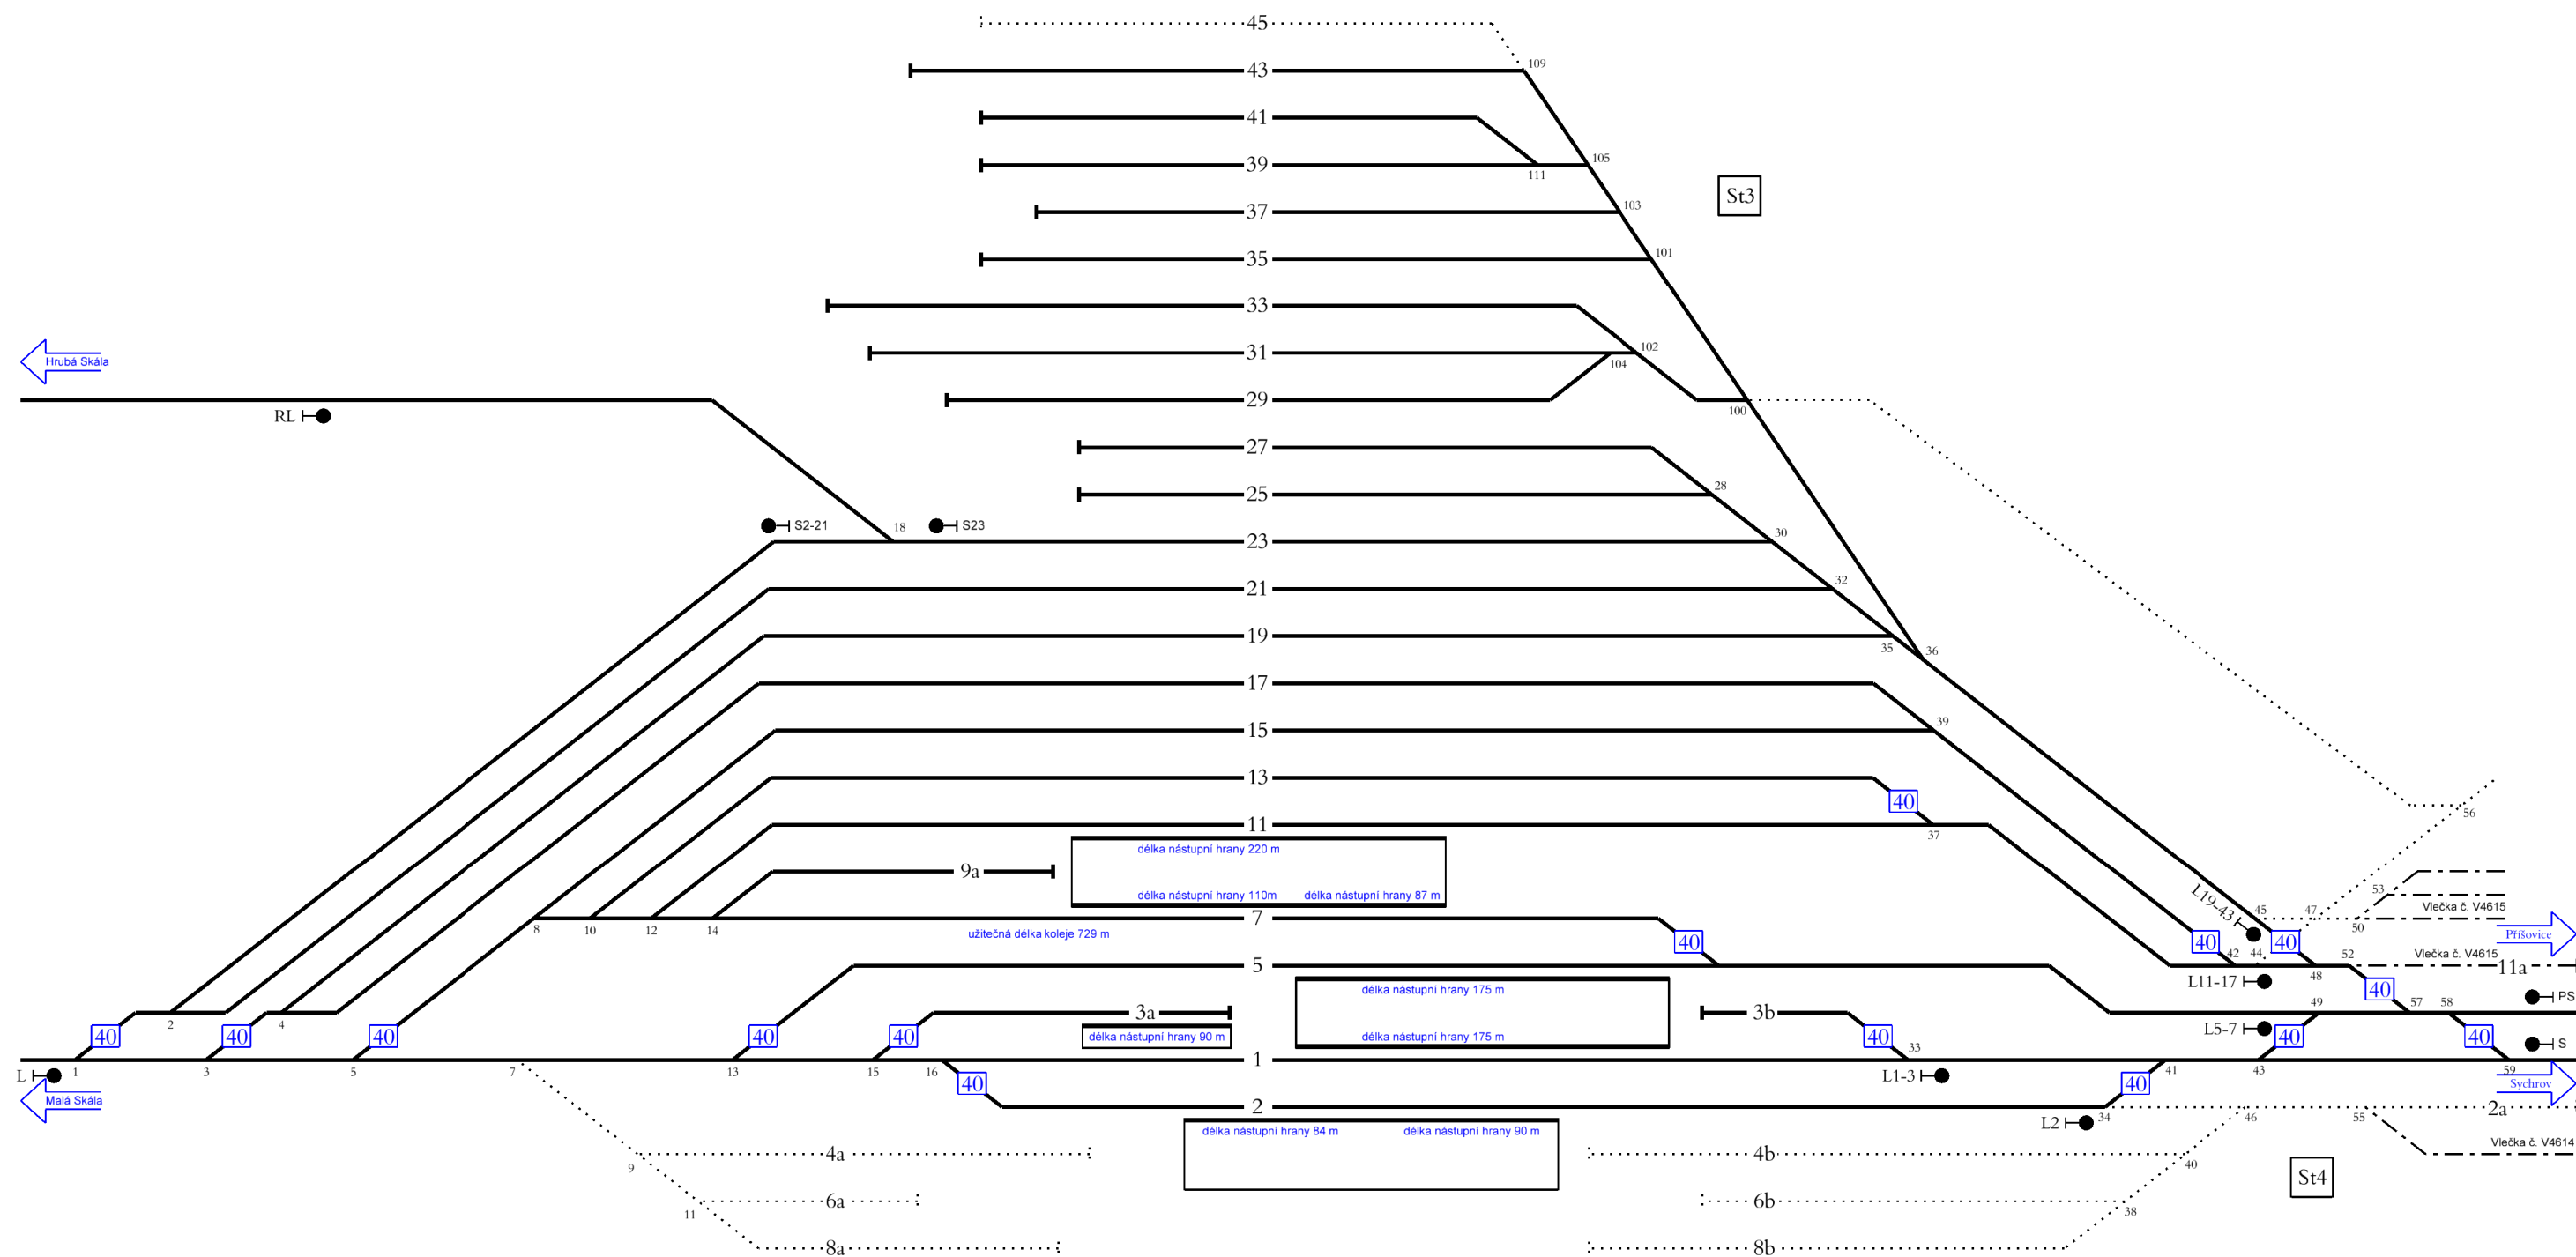 45
43
109
41
39
105
111
St3
37
103
35
101
33
Hrubá Skála
31
102
104
RL
29
100
27
25
28
S2-21
18
S23
23
30
21
32
19
35
36
17
15
39
13
40
56
11
37
délka nástupní hrany 220 m
9a
53
L19-43
45
47
délka nástupní hrany 110m
délka nástupní hrany 87 m
Vlečka č. V4615
7
50
8
10
12
14
užitečná délka koleje 729 m
40
40
40
Příšovice
42
44
52
Vlečka č. V4615
5
11a
48
L11-17
délka nástupní hrany 175 m
40
PS
2
4
3a
3b
49
57
58
L5-7
40
40
40
40
40
délka nástupní hrany 90 m
délka nástupní hrany 175 m
40
40
40
S
33
1
L
1
3
5
7
13
15
16
L1-3
41
43
59
40
40
Sychrov
Malá Skála
2
2a
L2
34
46
55
délka nástupní hrany 84 m
délka nástupní hrany 90 m
Vlečka č. V4614
4a
4b
9
40
St4
6a
6b
11
38
8a
8b